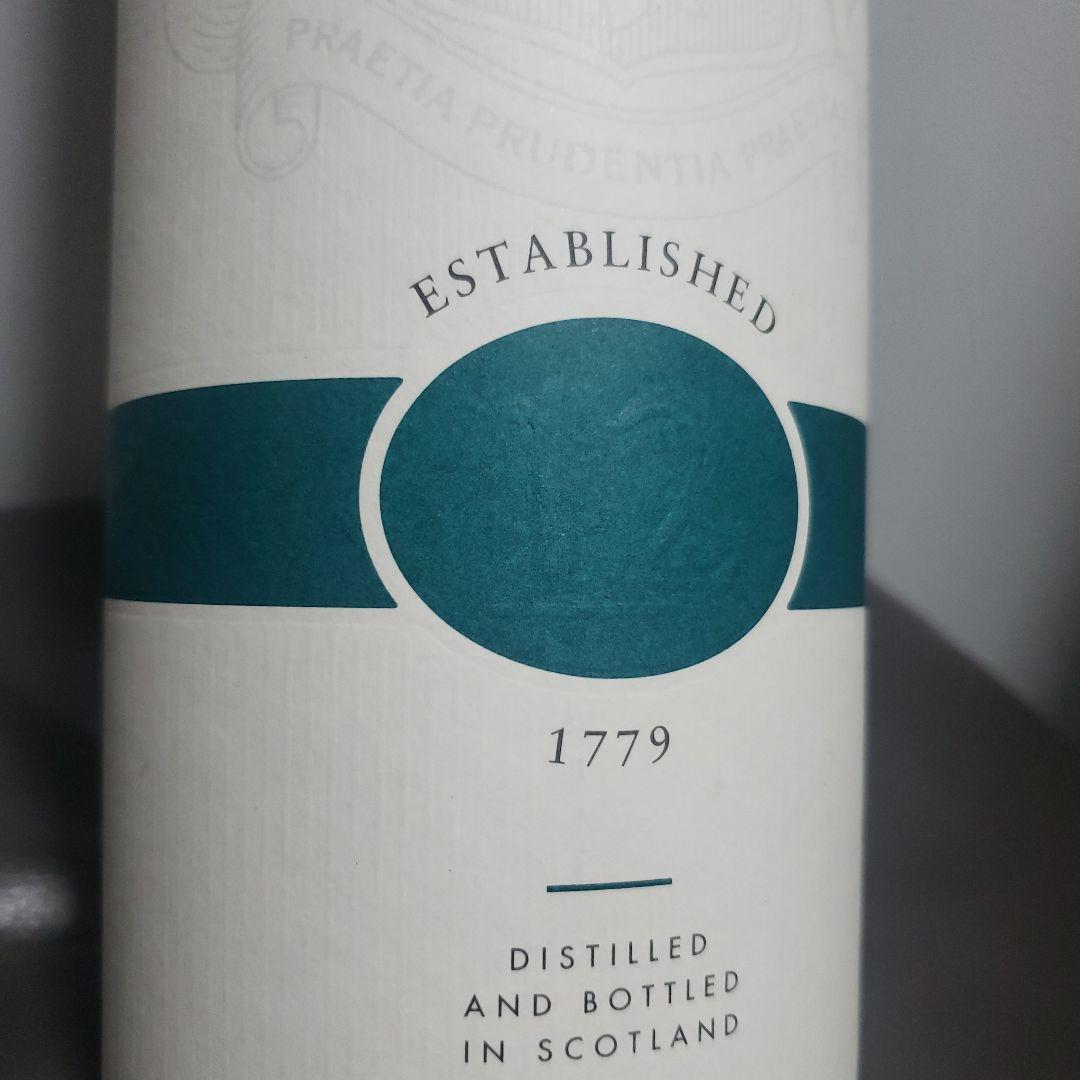 PRAETIA PRUDENTIA PRAESTAT
ESTABLISHED
1779
DISTILLED
AND BOTTLED
IN SCOTLAND